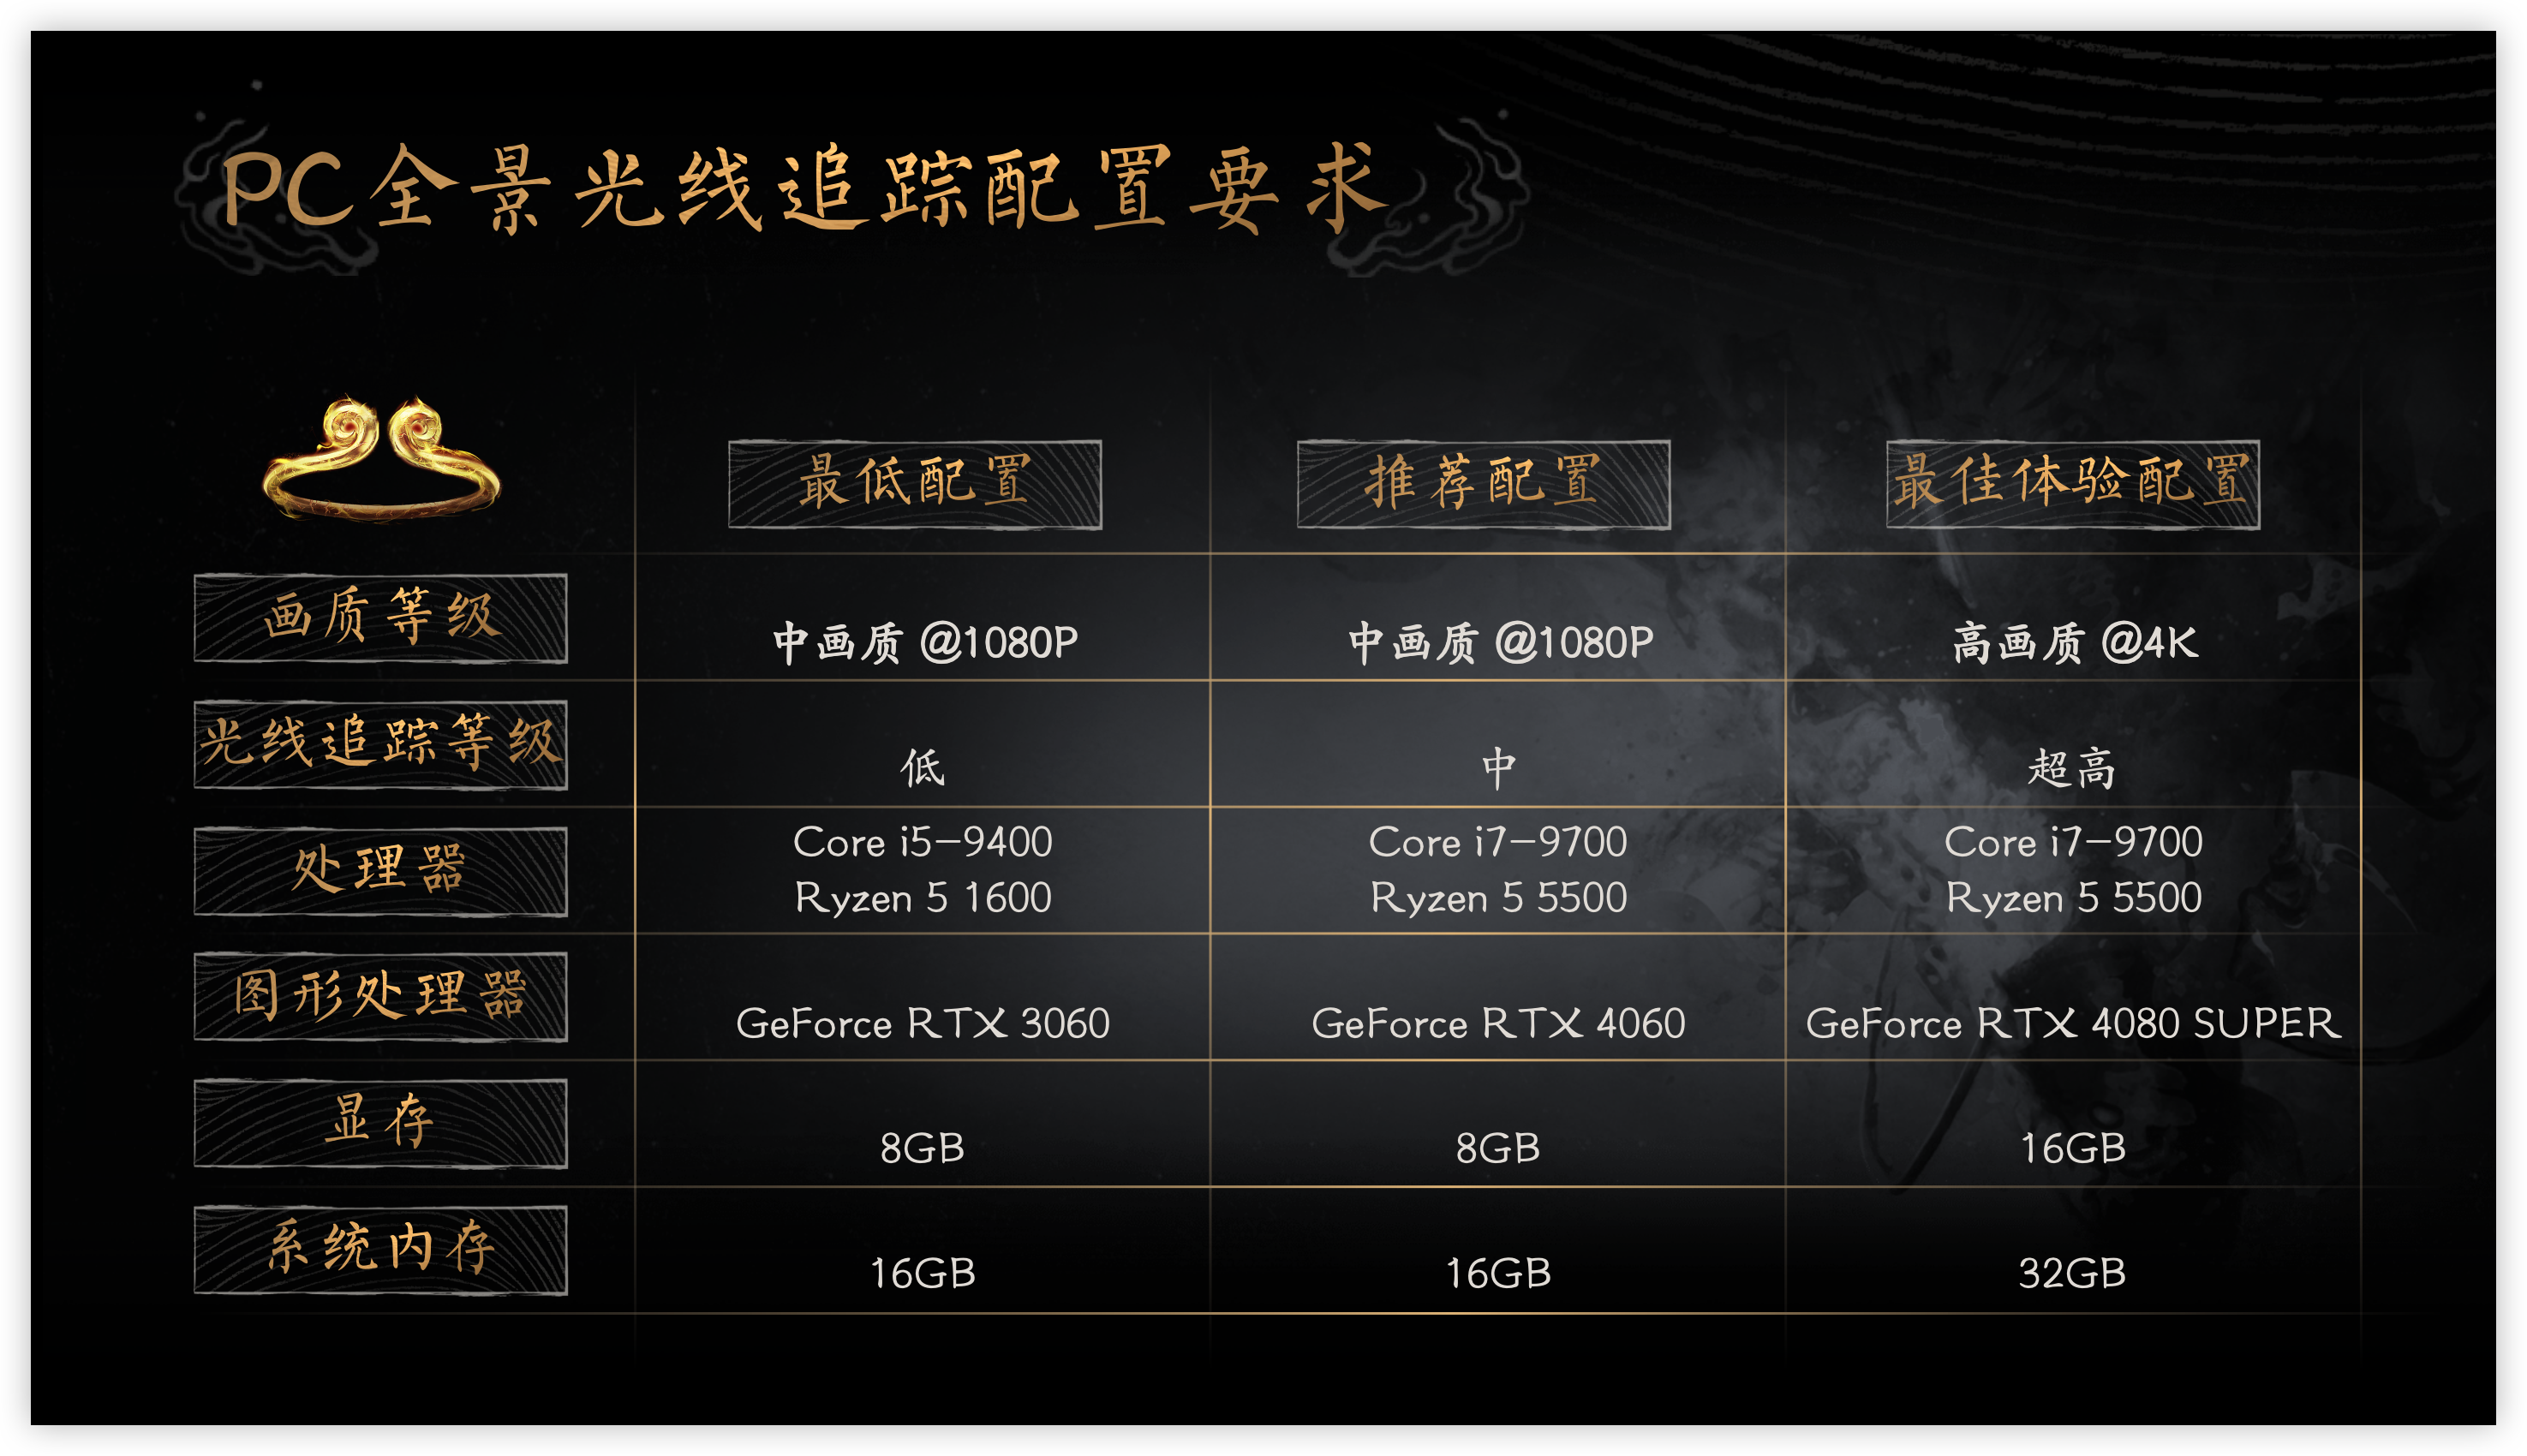 PC全景光线追踪配置要求
最低配置
推荐配置
最佳体验配置
画质等级
中画质 @1080P
中画质 @1080P
高画质 @4K
光线追踪等级
低
中
超高
处理器
Core i5-9400
Ryzen 5 1600
Core i7-9700
Ryzen 5 5500
Core i7-9700
Ryzen 5 5500
图形处理器
GeForce RTX 3060
GeForce RTX 4060
GeForce RTX 4080 SUPER
显存
8GB
8GB
16GB
系统内存
16GB
16GB
32GB